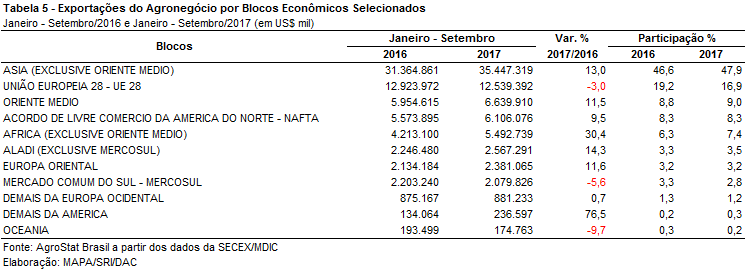 Tabela 5 - Exportações do Agronegócio por Blocos Econômicos Selecionados
Janeiro - Setembro/2016 e Janeiro - Setembro/2017 (em US$ mil)
Blocos Janeiro - Setembro Var. % Participação %
2016 2017 2017/2016 2016 2017
ASIA (EXCLUSIVE ORIENTE MEDIO) 31.364.861 35.447.319 13,0 46,6 47,9
UNIÃO EUROPEIA 28 - UE 28 12.923.972 12.539.392 -3,0 19,2 16,9
ORIENTE MEDIO 5.954.615 6.639.910 11,5 8,8 9,0
ACORDO DE LIVRE COMERCIO DA AMERICA DO NORTE - NAFTA 5.573.895 6.106.076 9,5 8,3 8,3
AFRICA (EXCLUSIVE ORIENTE MEDIO) 4.213.100 5.492.739 30,4 6,3 7,4
ALADI (EXCLUSIVE MERCOSUL) 2.246.480 2.567.291 14,3 3,3 3,5
EUROPA ORIENTAL 2.134.184 2.381.065 11,6 3,2 3,2
MERCADO COMUM DO SUL - MERCOSUL 2.203.240 2.079.826 -5,6 3,3 2,8
DEMAIS DA EUROPA OCIDENTAL 875.167 881.233 0,7 1,3 1,2
DEMAIS DA AMERICA 134.064 236.597 76,5 0,2 0,3
OCEANIA 193.499 174.763 -9,7 0,3 0,2
Fonte: AgroStat Brasil a partir dos dados da SECEX/MDIC
Elaboração: MAPA/SRI/DAC